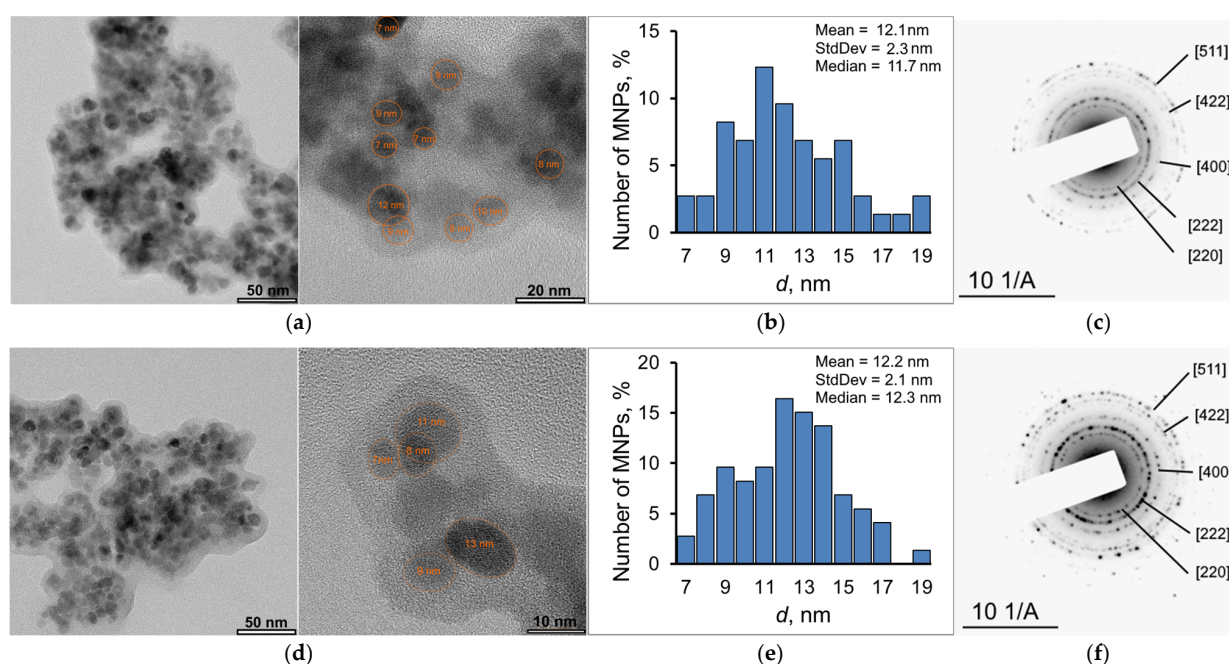 7 nm
9 nm
9 nm
7 nm
7 nm
8 nm
12 nm
10 nm
50 nm
20 nm
Mean = 12.1 nm
StdDev = 2.3 nm
Median = 11.7 nm
Number of MNPs, %
15
10
5
0
7 9 11 13 15 17 19
d, nm
[511]
[422]
[400]
[222]
[220]
10 1/A
(a) (b) (c)
11 nm
8 nm
13 nm
50 nm
10 nm
Mean = 12.2 nm
StdDev = 2.1 nm
Median = 12.3 nm
Number of MNPs, %
20
15
10
5
0
7 9 11 13 15 17 19
d, nm
[511]
[422]
[400]
[222]
[220]
10 1/A
(d) (e) (f)